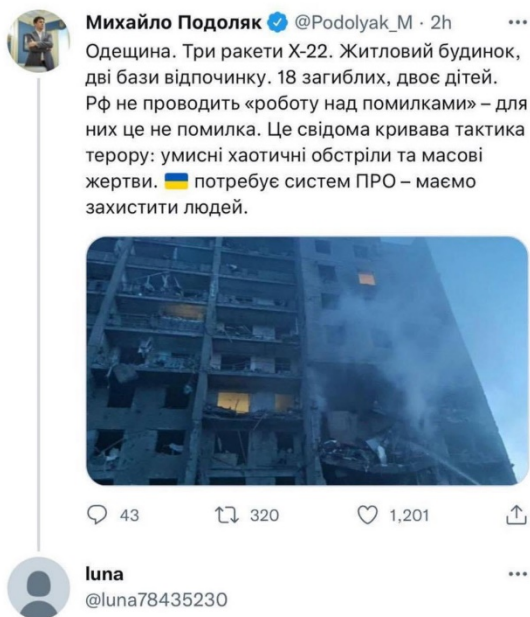 Михайло Подоляк @Podolyak_M · 2h
Одещина. Три ракети Х-22. Житловий будинок,
дві бази відпочинку. 18 загиблих, двоє дітей.
Рф не проводить «роботу над помилками» – для
них це не помилка. Це свідома кривава тактика
терору: умисні хаотичні обстріли та масові
жертви. 🇺🇦 потребує систем ПРО – маємо
захистити людей.
43 320 1,201
luna
@luna78435230